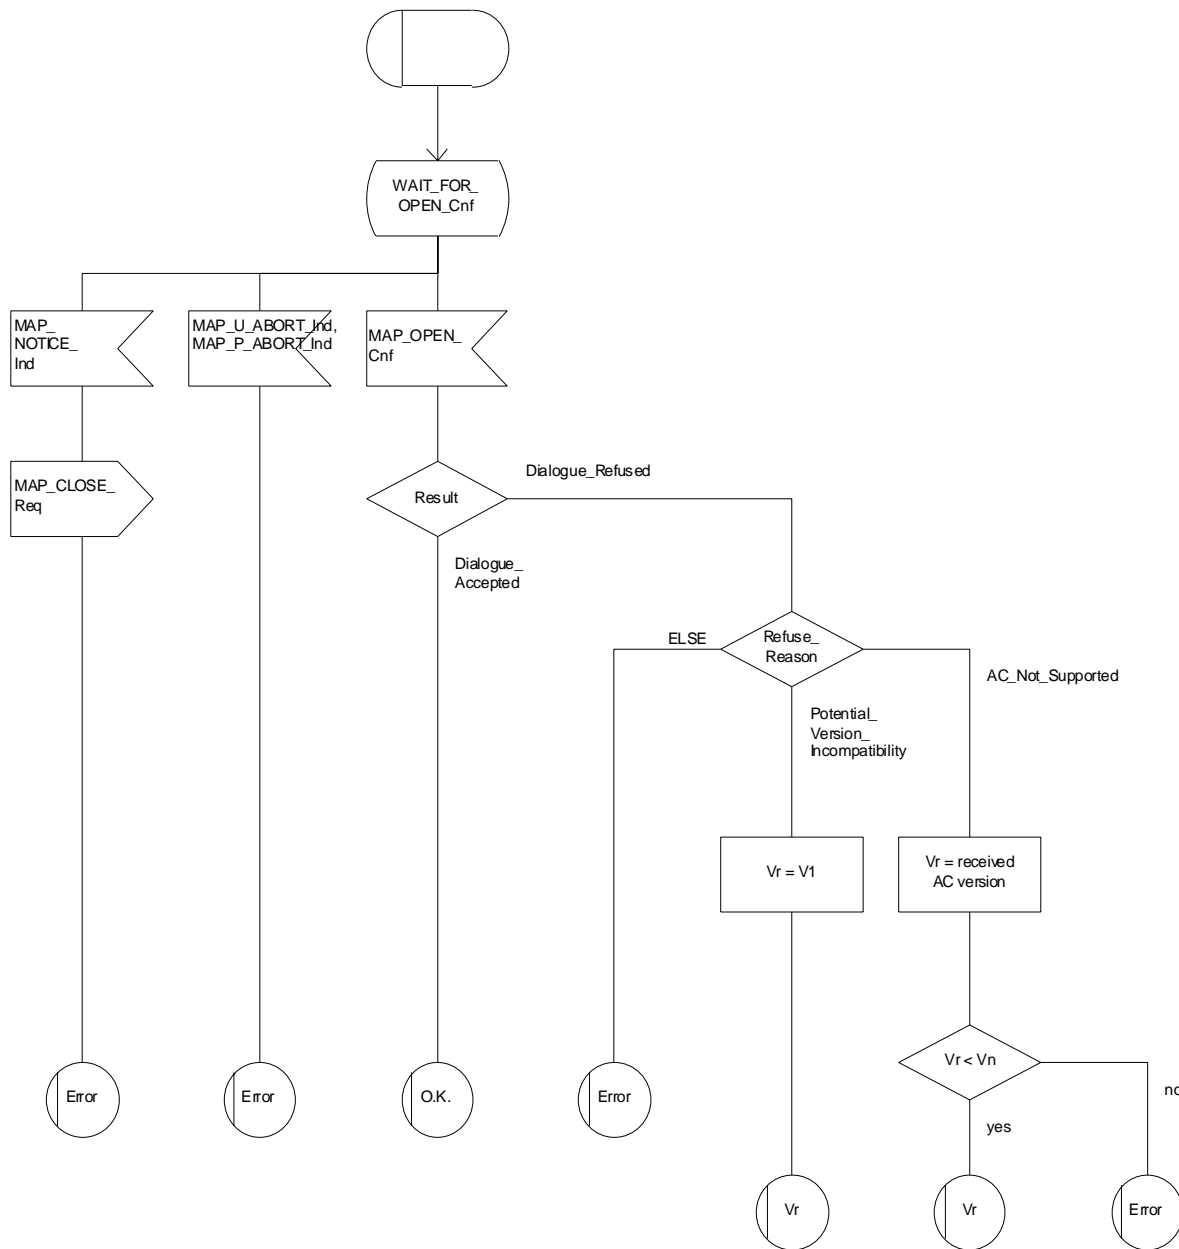 WAIT_FOR_
OPEN_Cnf
MAP_
NOTICE_
Ind
MAP_U_ABORT_Ind,
MAP_P_ABORT_Ind
MAP_OPEN_
Cnf
MAP_CLOSE_
Req
Result
Dialogue_Refused
Dialogue_
Accepted
ELSE
Refuse_
Reason
AC_Not_Supported
Potential_
Version_
Incompatibility
Vr = V1
Vr = received
AC version
Vr < Vn
no
yes
Error
Error
O.K.
Error
Vr
Vr
Error